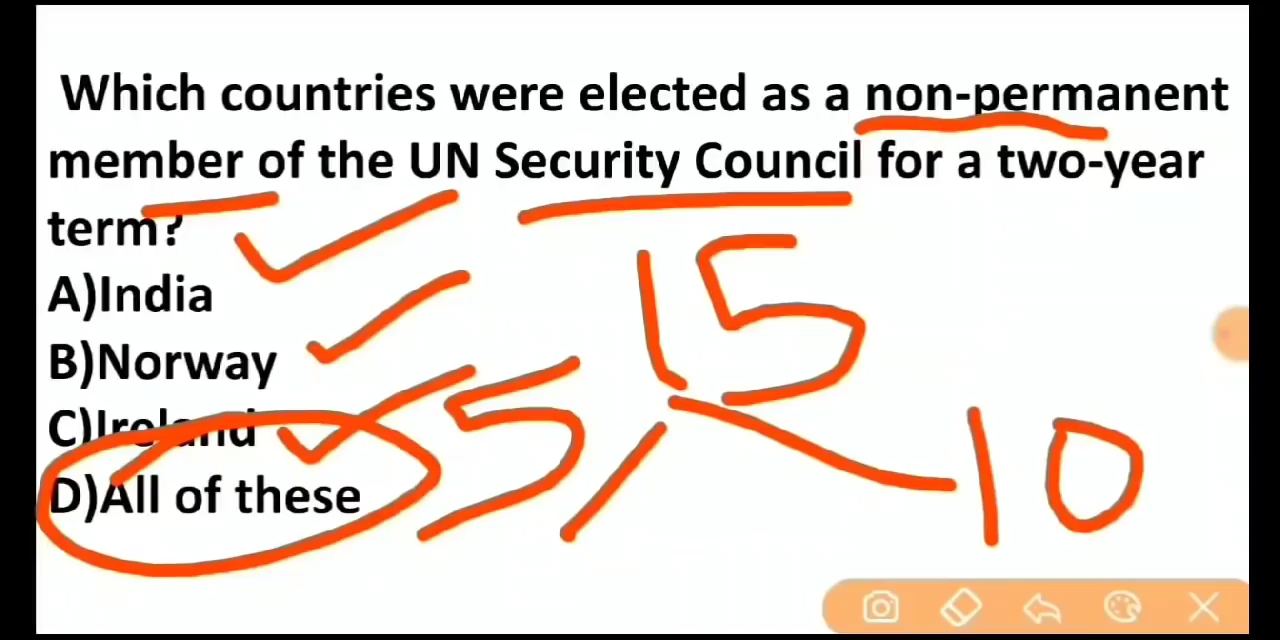 Which countries were elected as a non-permanent
member of the UN Security Council for a two-year
term?
A)India
B)Norway
C)Ireland
D)All of these
15
5
10